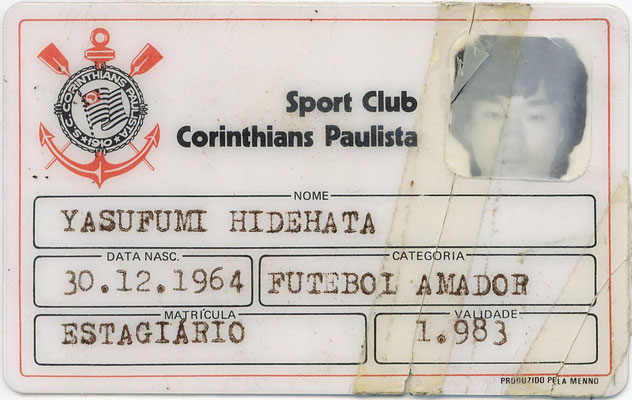 S.C. CORINTHIANS PAULISTA
1910
Sport Club
Corinthians Paulista
NOME
YASUFUMI HIDEHATA
DATA NASC.
CATEGORIA
30.12.1964
FUTEBOL AMADOR
MATRÍCULA
VALIDADE
ESTAGIÁRIO
1.983
PRODUZIDO PELA MENNO